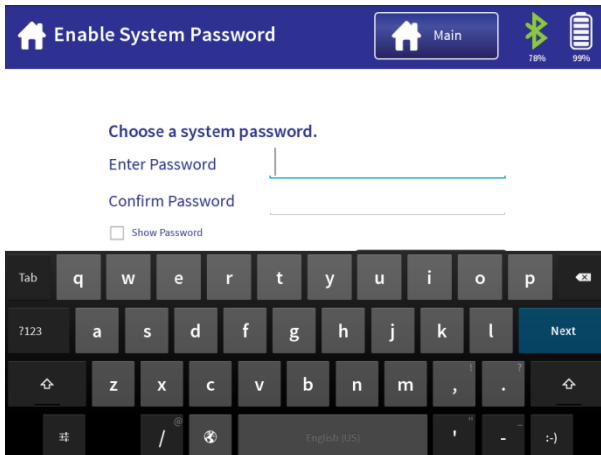 Enable System Password
Main
78%
99%
Choose a system password.
Enter Password
Confirm Password
Show Password
Tab q w e r t y u i o p
?123 a s d f g h j k l Next
z x c v b n m , ! . ?
/ @ English (US) ' " - _ :-)